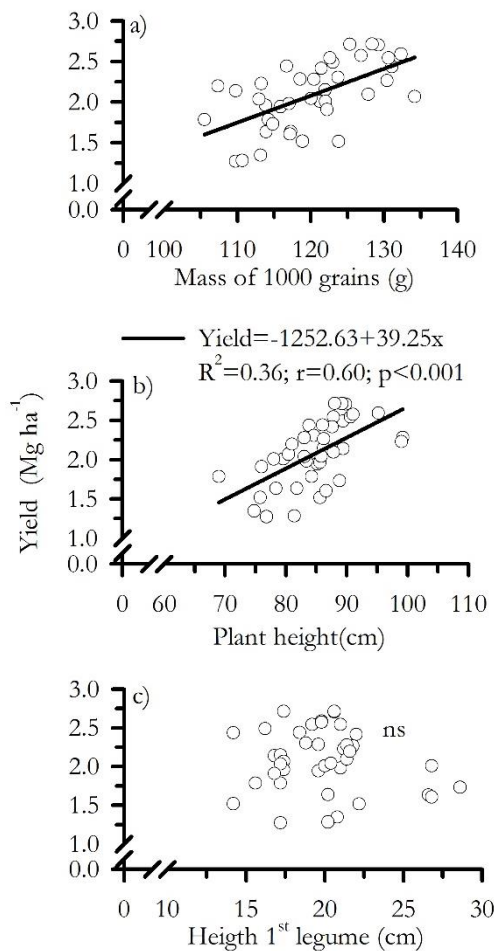 a)
3.0
2.5
2.0
1.5
1.0
0.0
0 100 110 120 130 140
Mass of 1000 grains (g)
Yield=-1252.63+39.25x
R²=0.36; r=0.60; p<0.001
b)
3.0
2.5
2.0
1.5
1.0
0.0
0 60 70 80 90 100 110
Plant height(cm)
Yield (Mg ha⁻¹)
c)
3.0
2.5
2.0
1.0
0.0
ns
0 10 15 20 25 30
Heigth 1ˢᵗ legume (cm)